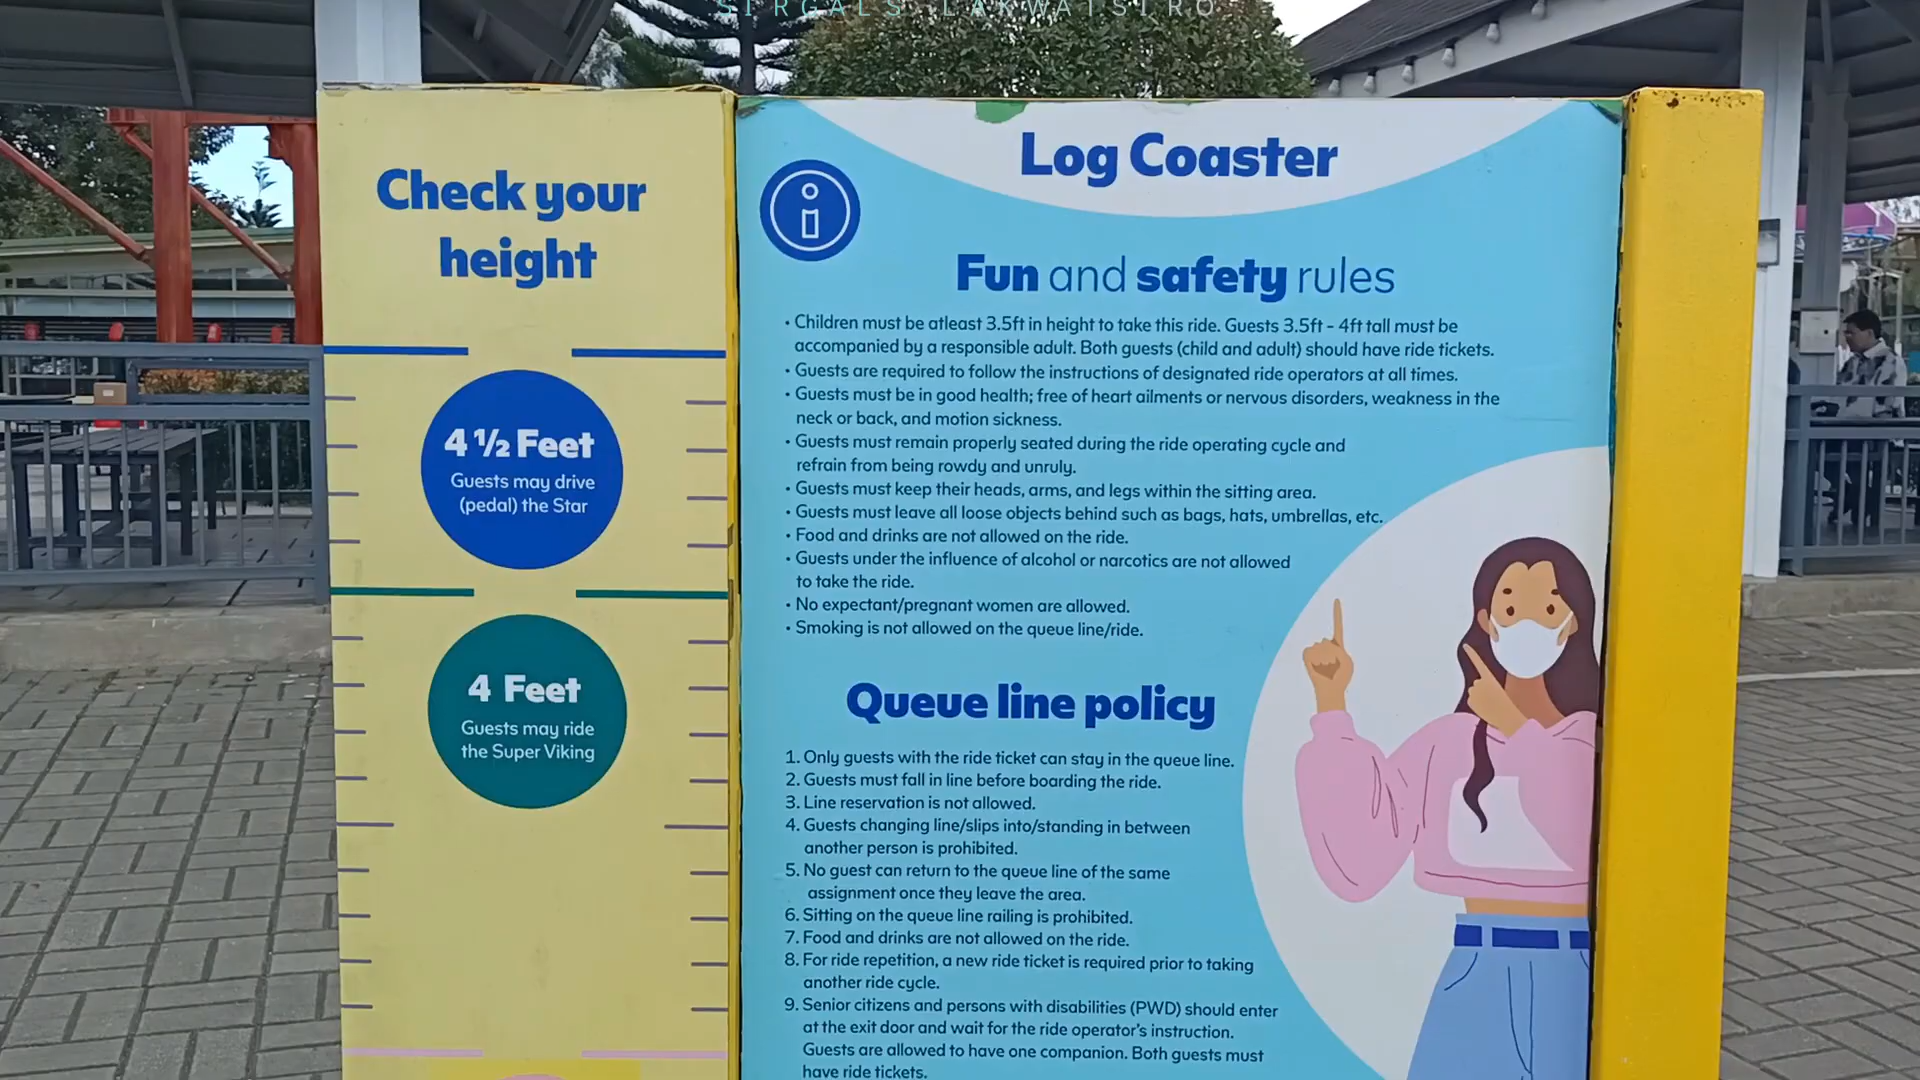 SIRGALS LAKWATSERO
Check your
height
4 ½ Feet
Guests may drive
(pedal) the Star
4 Feet
Guests may ride
the Super Viking
Log Coaster
Fun and safety rules
• Children must be atleast 3.5ft in height to take this ride. Guests 3.5ft - 4ft tall must be
accompanied by a responsible adult. Both guests (child and adult) should have ride tickets.
• Guests are required to follow the instructions of designated ride operators at all times.
• Guests must be in good health; free of heart ailments or nervous disorders, weakness in the
neck or back, and motion sickness.
• Guests must remain properly seated during the ride operating cycle and
refrain from being rowdy and unruly.
• Guests must keep their heads, arms, and legs within the sitting area.
• Guests must leave all loose objects behind such as bags, hats, umbrellas, etc.
• Food and drinks are not allowed on the ride.
• Guests under the influence of alcohol or narcotics are not allowed
to take the ride.
• No expectant/pregnant women are allowed.
• Smoking is not allowed on the queue line/ride.
Queue line policy
1. Only guests with the ride ticket can stay in the queue line.
2. Guests must fall in line before boarding the ride.
3. Line reservation is not allowed.
4. Guests changing line/slips into/standing in between
another person is prohibited.
5. No guest can return to the queue line of the same
assignment once they leave the area.
6. Sitting on the queue line railing is prohibited.
7. Food and drinks are not allowed on the ride.
8. For ride repetition, a new ride ticket is required prior to taking
another ride cycle.
9. Senior citizens and persons with disabilities (PWD) should enter
at the exit door and wait for the ride operator's instruction.
Guests are allowed to have one companion. Both guests must
have ride tickets.